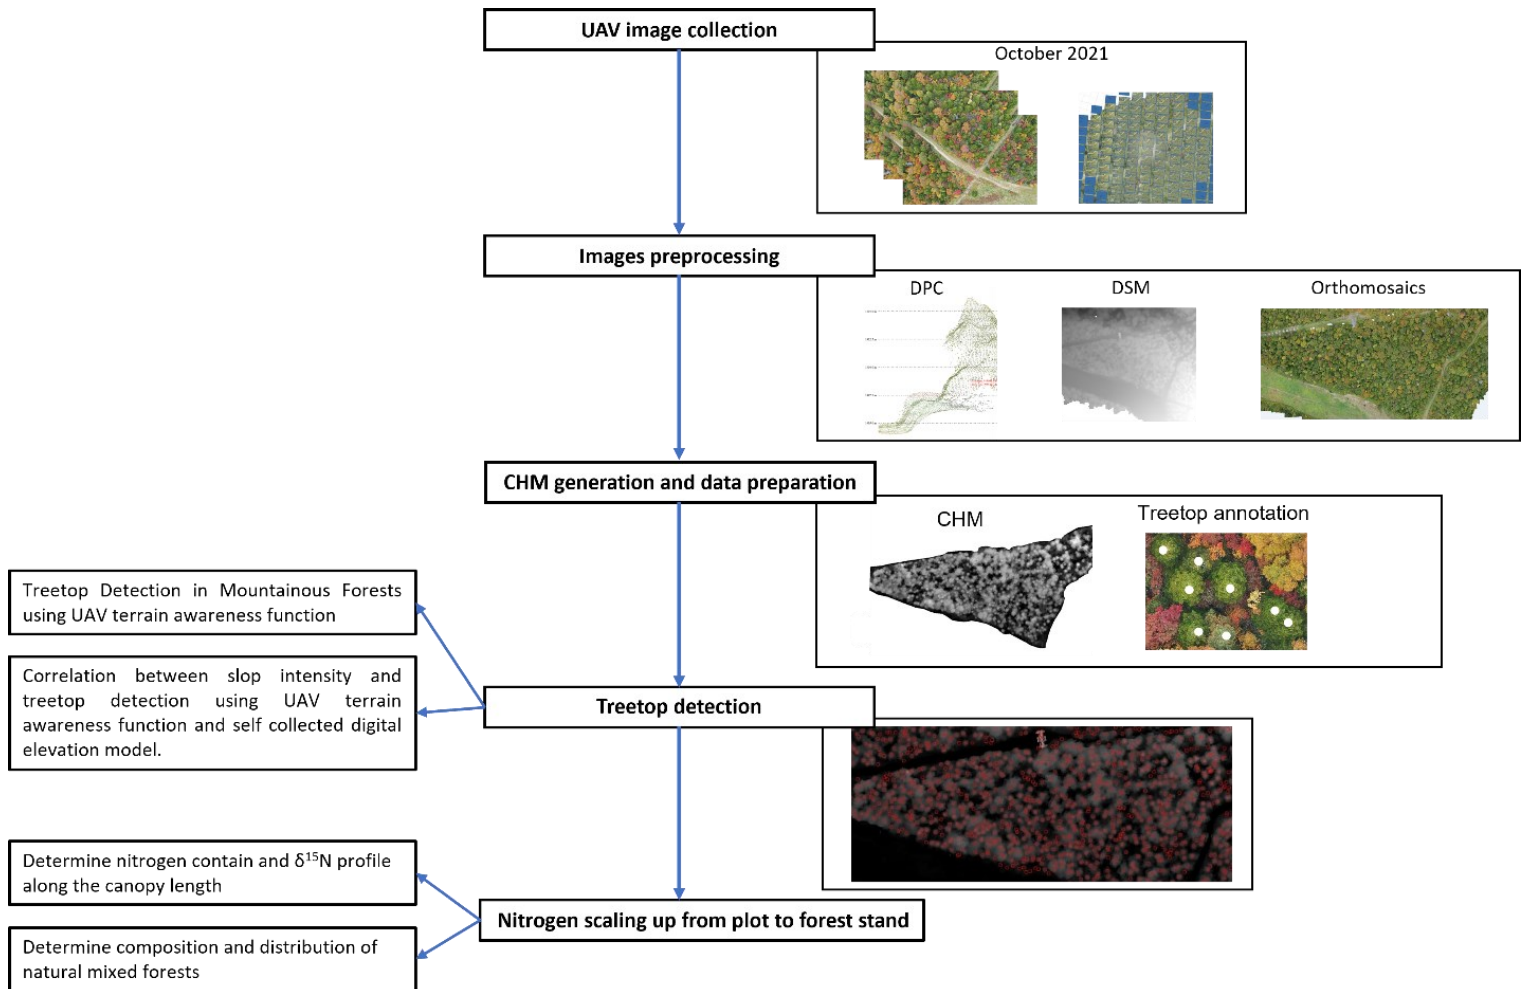 UAV image collection
October 2021
Images preprocessing
DPC
DSM
Orthomosaics
CHM generation and data preparation
CHM
Treetop annotation
Treetop Detection in Mountainous Forests
using UAV terrain awareness function
Correlation between slop intensity and
treetop detection using UAV terrain
awareness function and self collected digital
elevation model.
Treetop detection
Determine nitrogen contain and δ¹⁵N profile
along the canopy length
Nitrogen scaling up from plot to forest stand
Determine composition and distribution of
natural mixed forests